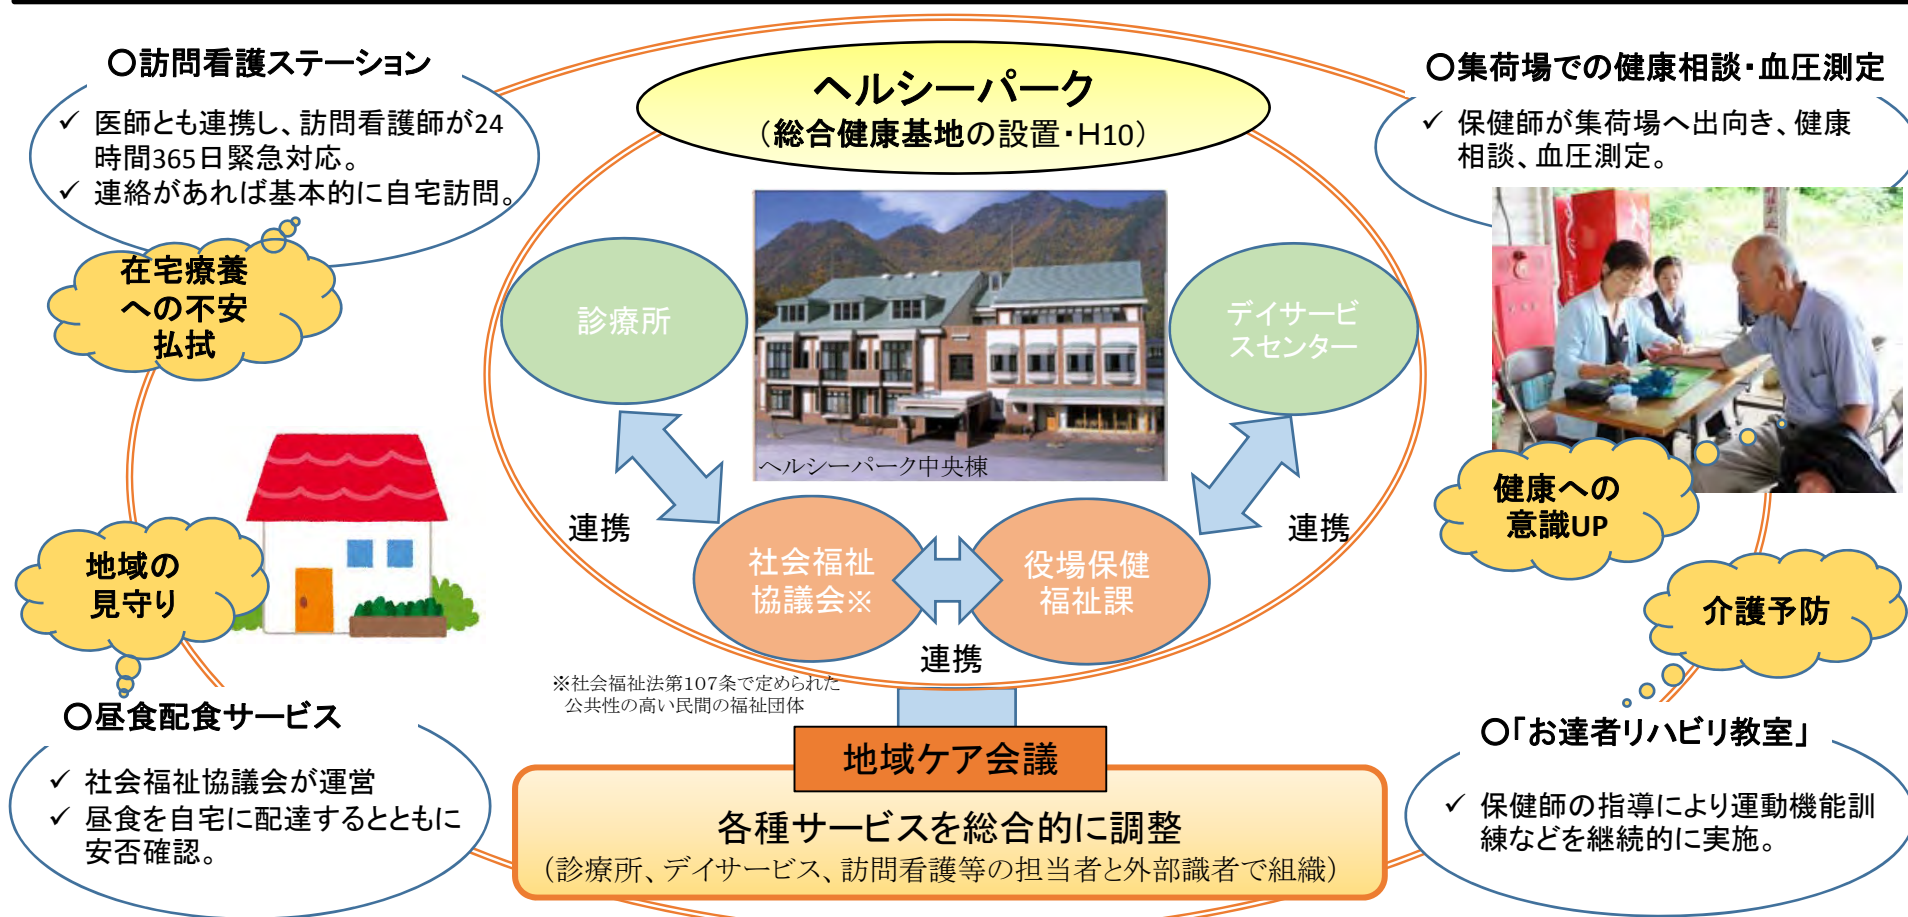 〇訪問看護ステーション
✓ 医師とも連携し、訪問看護師が24
時間365日緊急対応。
✓ 連絡があれば基本的に自宅訪問。
在宅療養
への不安
払拭
ヘルシーパーク
（総合健康基地の設置・H10）
診療所
デイサービ
スセンター
ヘルシーパーク中央棟
連携
連携
社会福祉
協議会※
役場保健
福祉課
連携
※社会福祉法第107条で定められた
公共性の高い民間の福祉団体
〇集荷場での健康相談・血圧測定
✓ 保健師が集荷場へ出向き、健康
相談、血圧測定。
健康への
意識UP
介護予防
地域の
見守り
〇昼食配食サービス
✓ 社会福祉協議会が運営
✓ 昼食を自宅に配達するとともに
安否確認。
地域ケア会議
各種サービスを総合的に調整
（診療所、デイサービス、訪問看護等の担当者と外部識者で組織）
〇「お達者リハビリ教室」
✓ 保健師の指導により運動機能訓
練などを継続的に実施。